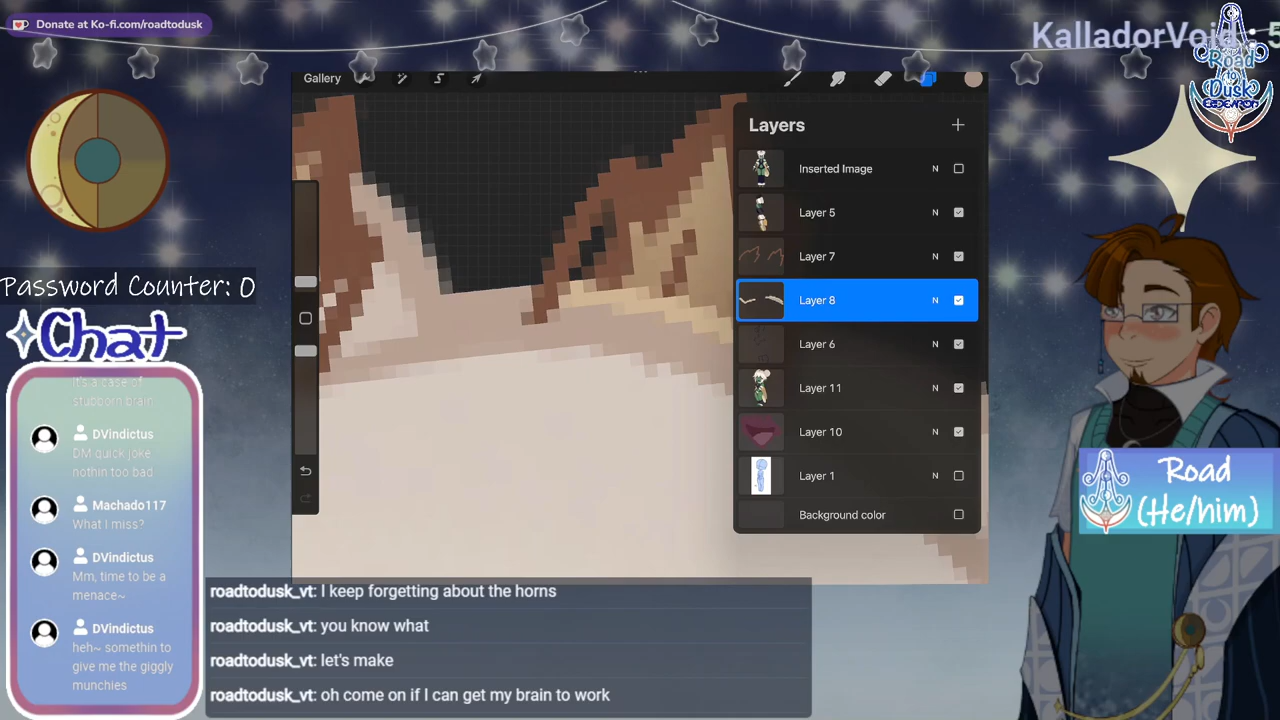 Donate at Ko-fi.com/roadtodusk
KalladorVoid : 5
Road
to
Dusk
Gallery
Layers
Inserted Image N
Layer 5 N
Layer 7 N
Layer 8 N
Layer 6 N
Layer 11 N
Layer 10 N
Layer 1 N
Background color
Password Counter: 0
Chat
It's a case of
stubborn brain
DVindictus
DM quick joke
nothin too bad
Machado117
What I miss?
DVindictus
Mm, time to be a
menace~
DVindictus
heh~ somethin to
give me the giggly
munchies
roadtodusk_vt: I keep forgetting about the horns
roadtodusk_vt: you know what
roadtodusk_vt: let's make
roadtodusk_vt: oh come on if I can get my brain to work
Road
(He/him)